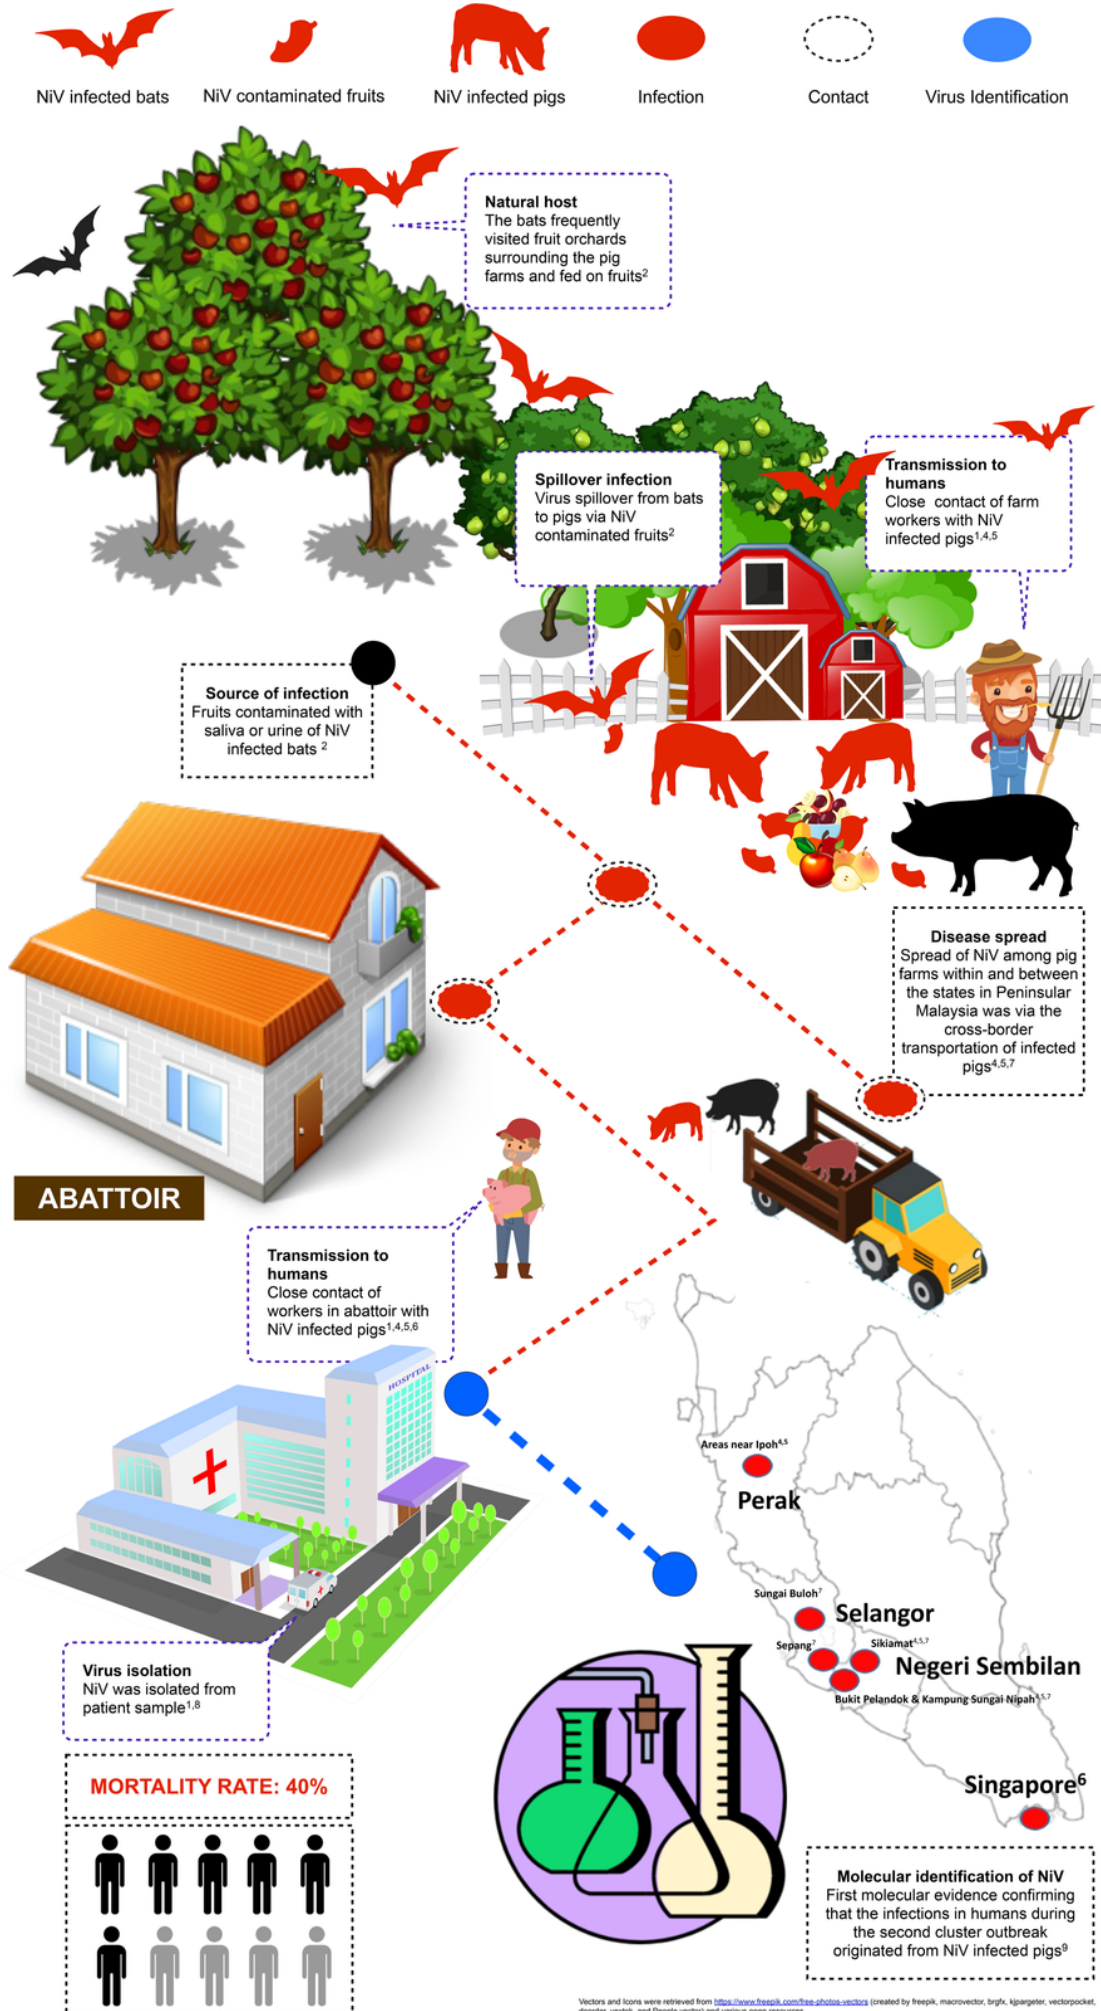 NiV infected bats
NiV contaminated fruits
NiV infected pigs
Infection
Contact
Virus Identification
Natural host
The bats frequently
visited fruit orchards
surrounding the pig
farms and fed on fruits²
Spillover infection
Virus spillover from bats
to pigs via NiV
contaminated fruits²
Transmission to
humans
Close contact of farm
workers with NiV
infected pigs¹,⁴,⁵
Source of infection
Fruits contaminated with
saliva or urine of NiV
infected bats ²
Disease spread
Spread of NiV among pig
farms within and between
the states in Peninsular
Malaysia was via the
cross-border
transportation of infected
pigs⁴,⁵,⁷
ABATTOIR
Transmission to
humans
Close contact of
workers in abattoir with
NiV infected pigs¹,⁴,⁵,⁶
HOSPITAL
Areas near Ipoh⁴,⁵
Perak
Sungai Buloh⁷
Selangor
Sepang⁷
Sikiamat⁴,⁵,⁷
Negeri Sembilan
Bukit Pelandok & Kampung Sungai Nipah⁴,⁵,⁷
Singapore⁶
Virus isolation
NiV was isolated from
patient sample¹,⁸
MORTALITY RATE: 40%
Molecular identification of NiV
First molecular evidence confirming
that the infections in humans during
the second cluster outbreak
originated from NiV infected pigs⁹
Vectors and Icons were retrieved from https://www.freepik.com/free-photos-vectors (created by freepik, macrovector, brgfx, kjpargeter, vectorpocket,